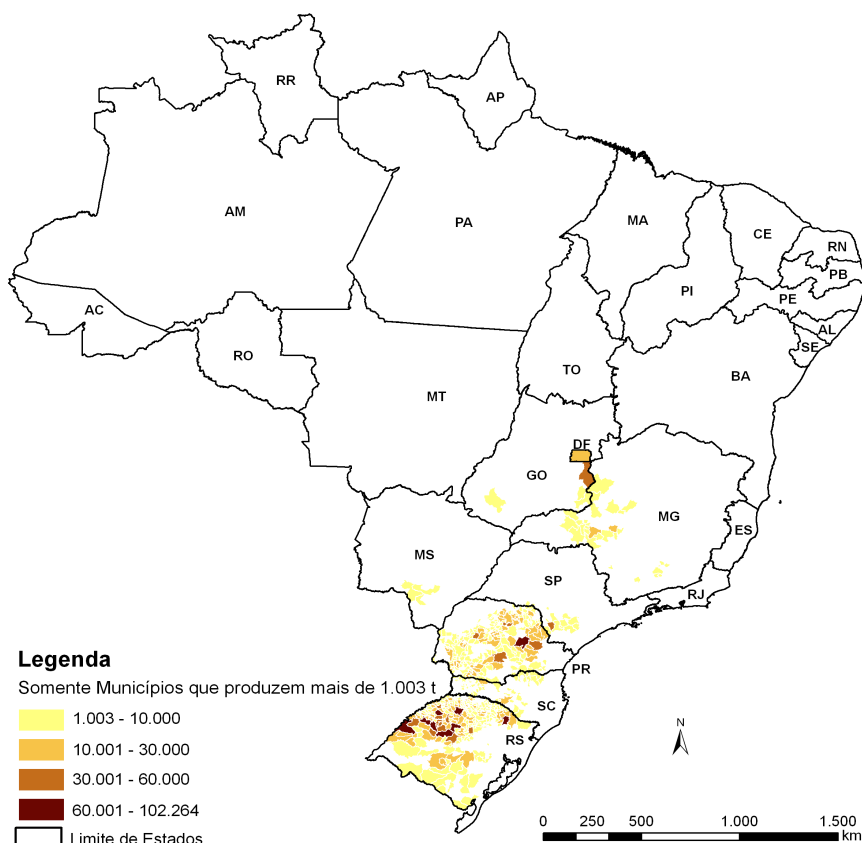 RR
AP
AM
PA
MA
CE
RN
PB
PE
PI
AL
SE
AC
RO
TO
BA
MT
DF
GO
MG
ES
MS
SP
RJ
PR
SC
RS
Legenda
Somente Municípios que produzem mais de 1.003 t
1.003 - 10.000
10.001 - 30.000
30.001 - 60.000
60.001 - 102.264
Limite de Estados
N
0 250 500 1.000 1.500
km